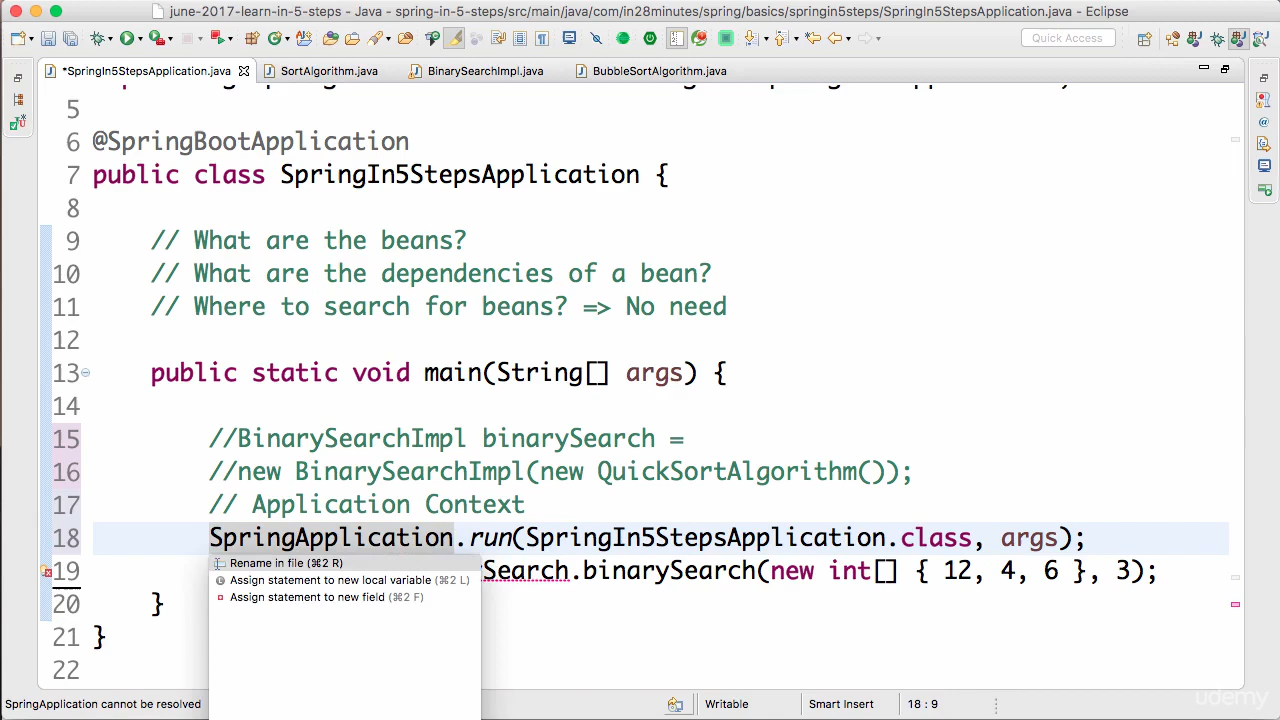 june-2017-learn-in-5-steps - Java - spring-in-5-steps/src/main/java/com/in28minutes/spring/basics/springin5steps/SpringIn5StepsApplication.java - Eclipse
Quick Access
*SpringIn5StepsApplication.java
SortAlgorithm.java
BinarySearchImpl.java
BubbleSortAlgorithm.java
5
6 @SpringBootApplication
7 public class SpringIn5StepsApplication {
8
9 // What are the beans?
10 // What are the dependencies of a bean?
11 // Where to search for beans? => No need
12
13 public static void main(String[] args) {
14
15 //BinarySearchImpl binarySearch =
16 //new BinarySearchImpl(new QuickSortAlgorithm());
17 // Application Context
18 SpringApplication.run(SpringIn5StepsApplication.class, args);
Rename in file (⌘2 R)
19 Search.binarySearch(new int[] { 12, 4, 6 }, 3);
Assign statement to new local variable (⌘2 L)
Assign statement to new field (⌘2 F)
20 }
21 }
22
SpringApplication cannot be resolved
Writable
Smart Insert
18 : 9
udemy